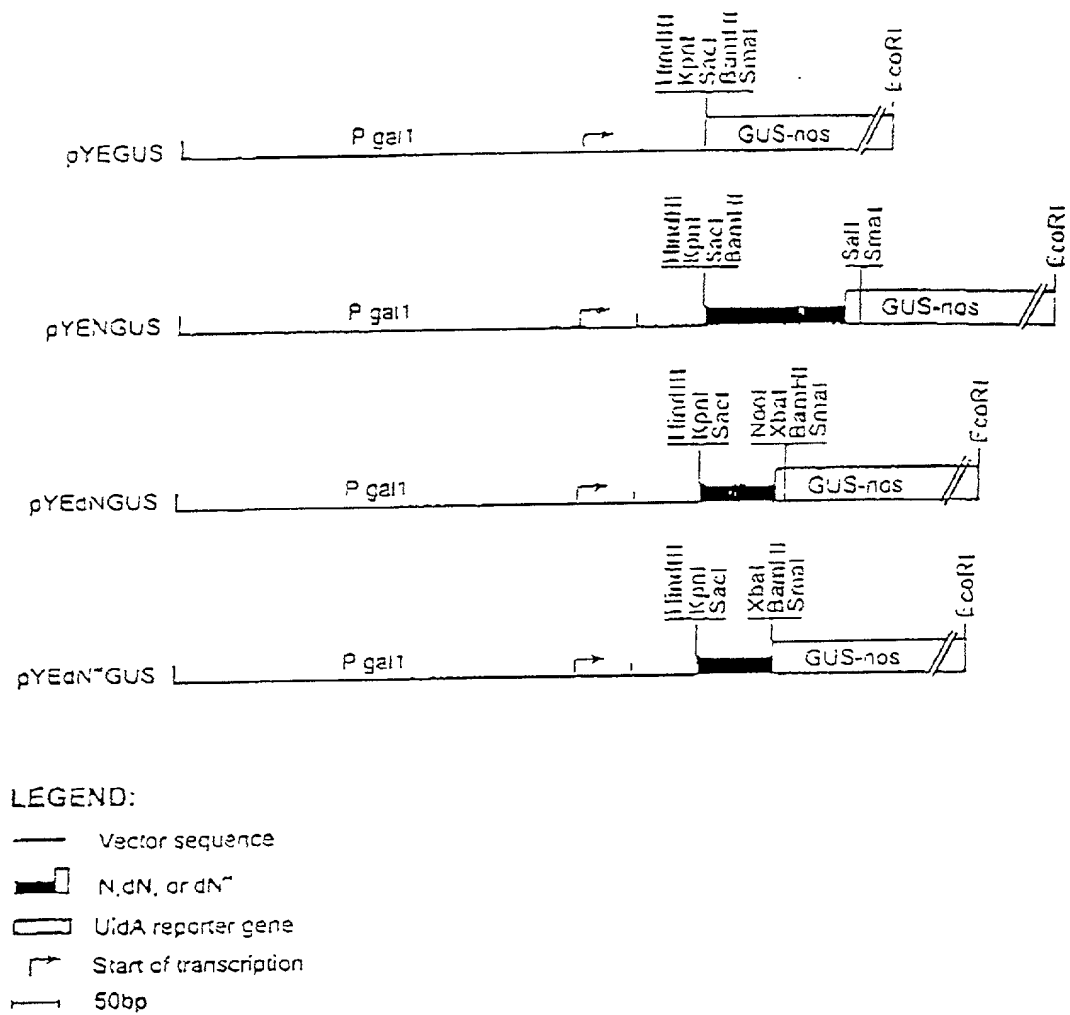 HindIII
KpnI
SacI
BamHI
SmaI
EcoRI
pYEGUS
P gal1
GUS-nos
HindIII
KpnI
SacI
BamHI
SalI
SmaI
EcoRI
pYENGUS
P gal1
GUS-nos
HindIII
KpnI
SacI
NcoI
XbaI
BamHI
SmaI
EcoRI
pYEdNGUS
P gal1
GUS-nos
HindIII
KpnI
SacI
XbaI
BamHI
SmaI
EcoRI
pYEdN⁻GUS
P gal1
GUS-nos
LEGEND:
Vector sequence
N,dN, or dN⁻
UidA reporter gene
Start of transcription
50bp